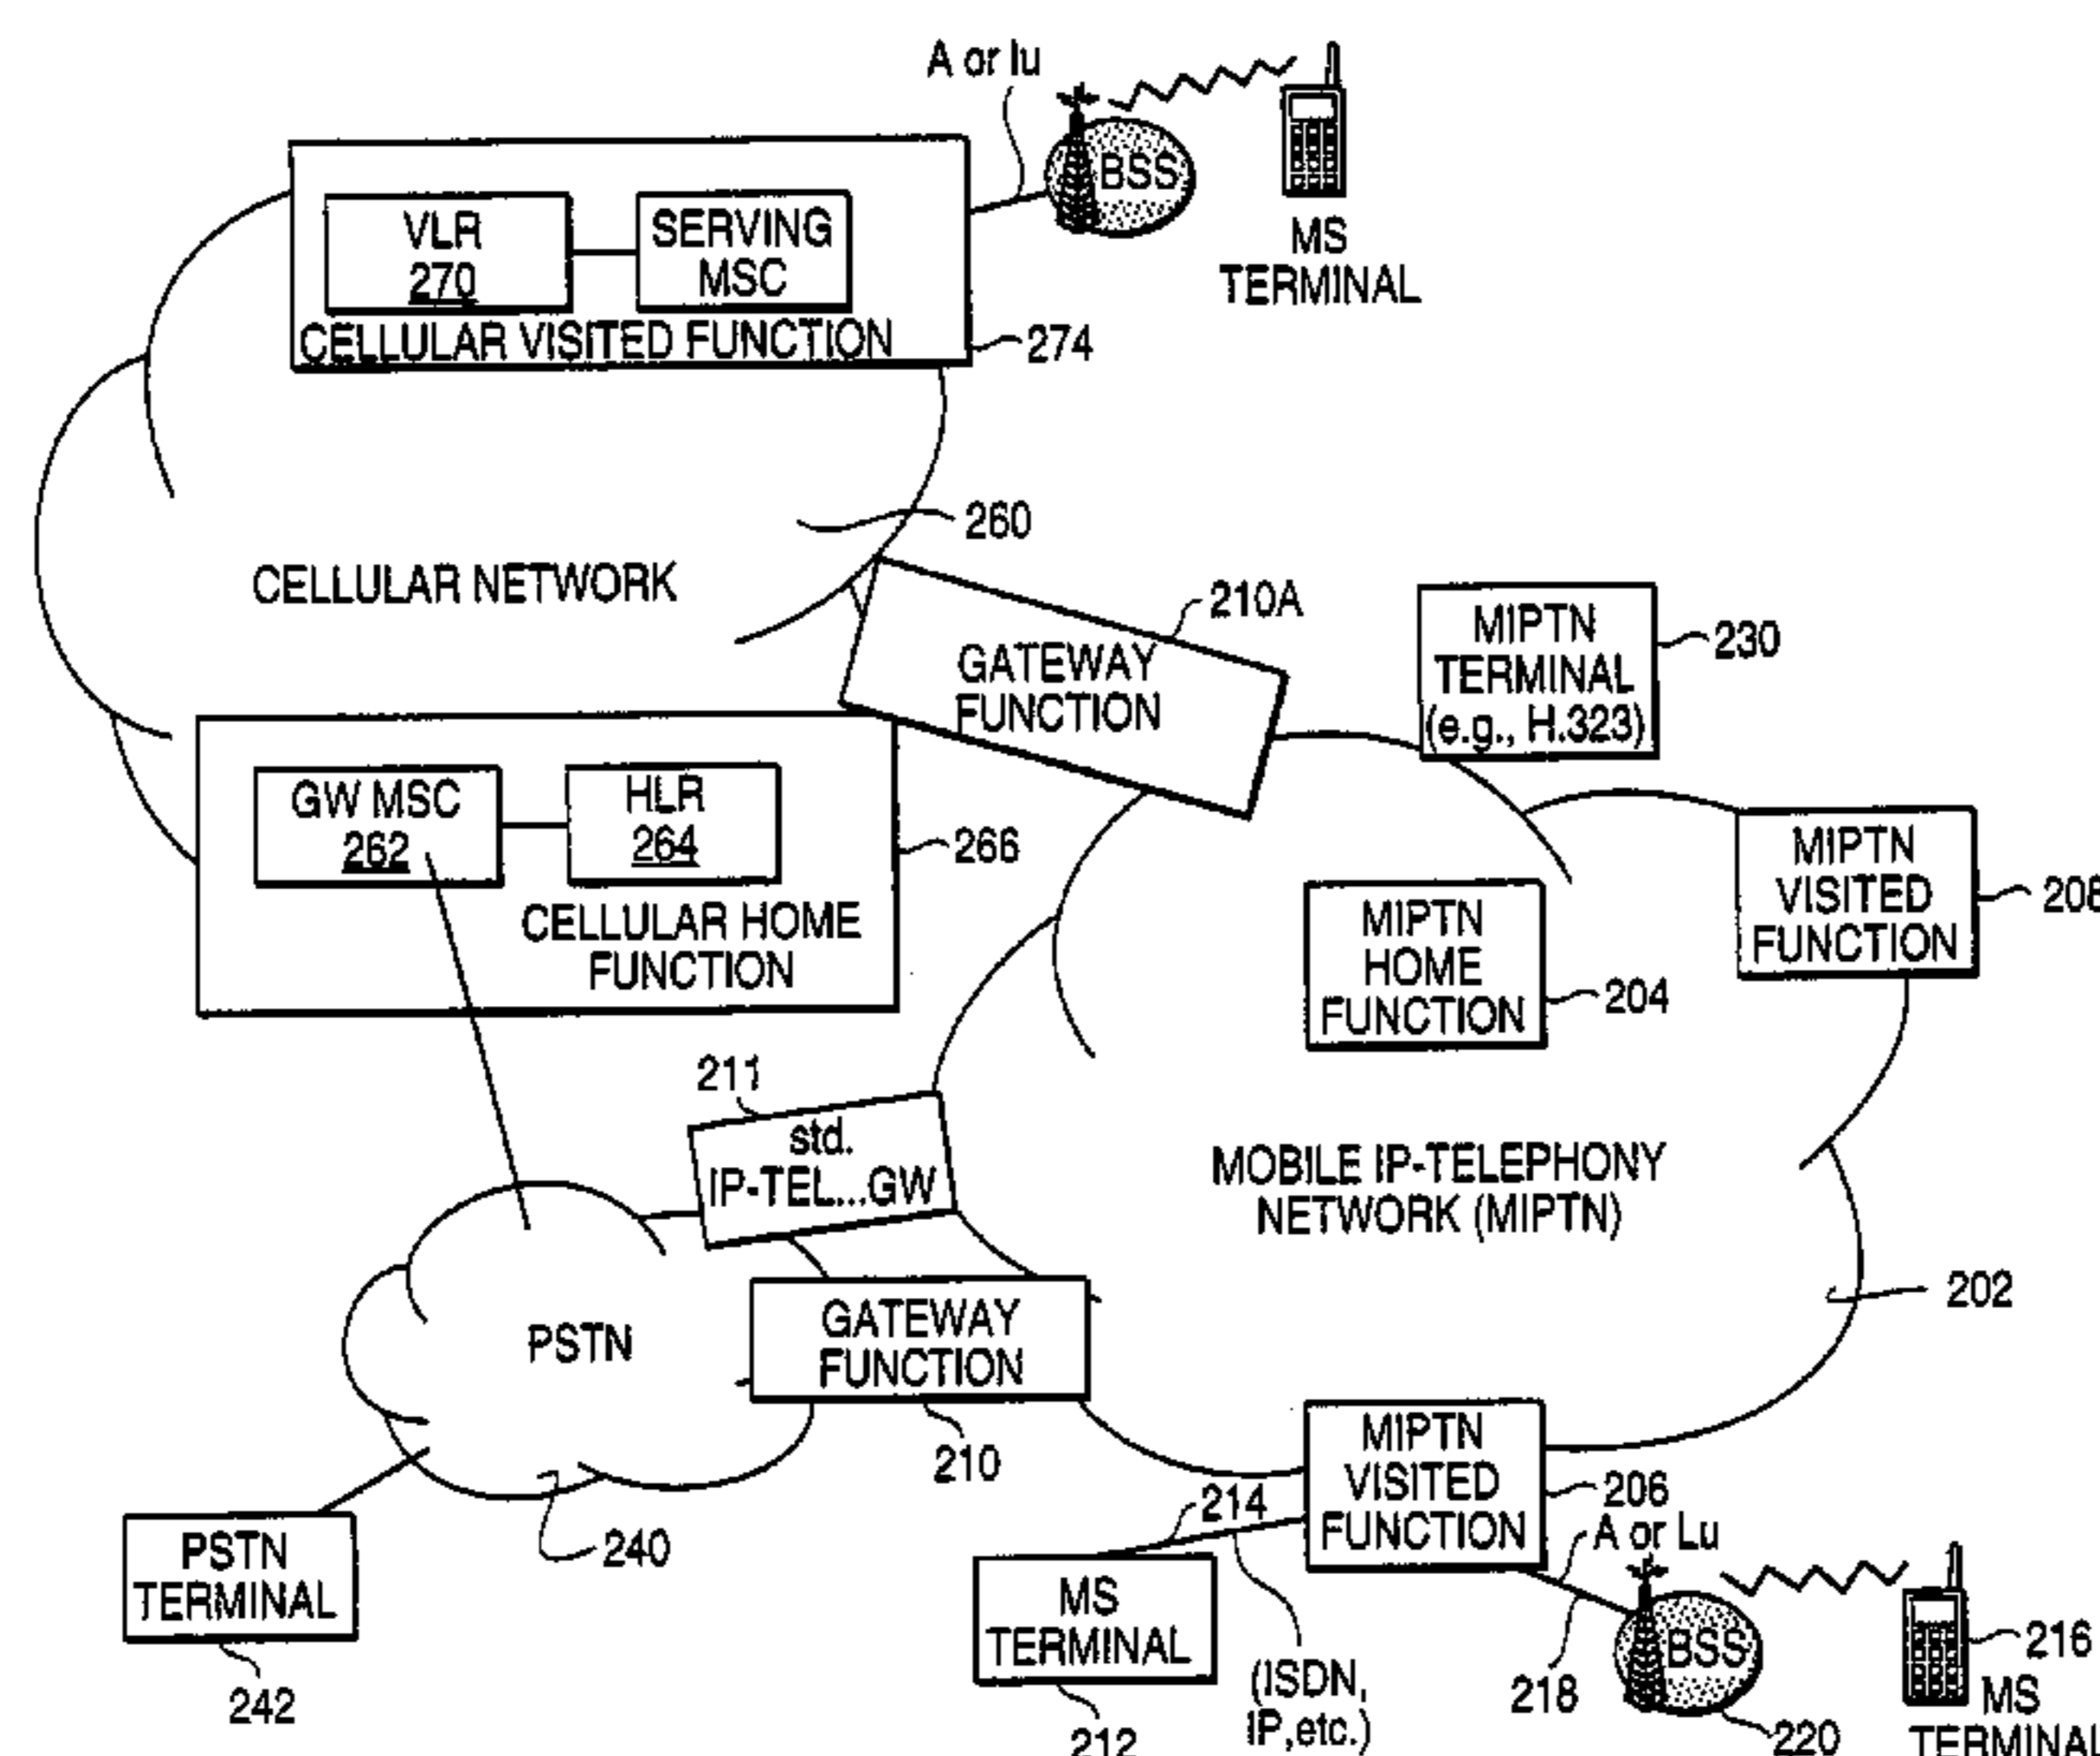 A or Iu
BSS
MS
TERMINAL
VLR
270
SERVING
MSC
CELLULAR VISITED FUNCTION
274
260
CELLULAR NETWORK
210A
GATEWAY
FUNCTION
MIPTN
TERMINAL
(e.g., H.323)
230
GW MSC
262
HLR
264
266
CELLULAR HOME
FUNCTION
MIPTN
HOME
FUNCTION
204
MIPTN
VISITED
FUNCTION
208
211
std.
IP-TEL...GW
MOBILE IP-TELEPHONY
NETWORK (MIPTN)
202
PSTN
GATEWAY
FUNCTION
210
MIPTN
VISITED
FUNCTION
206
214
A or Lu
240
PSTN
TERMINAL
242
MS
TERMINAL
212
(ISDN,
IP,etc.)
218
BSS
220
216
MS
TERMINAL